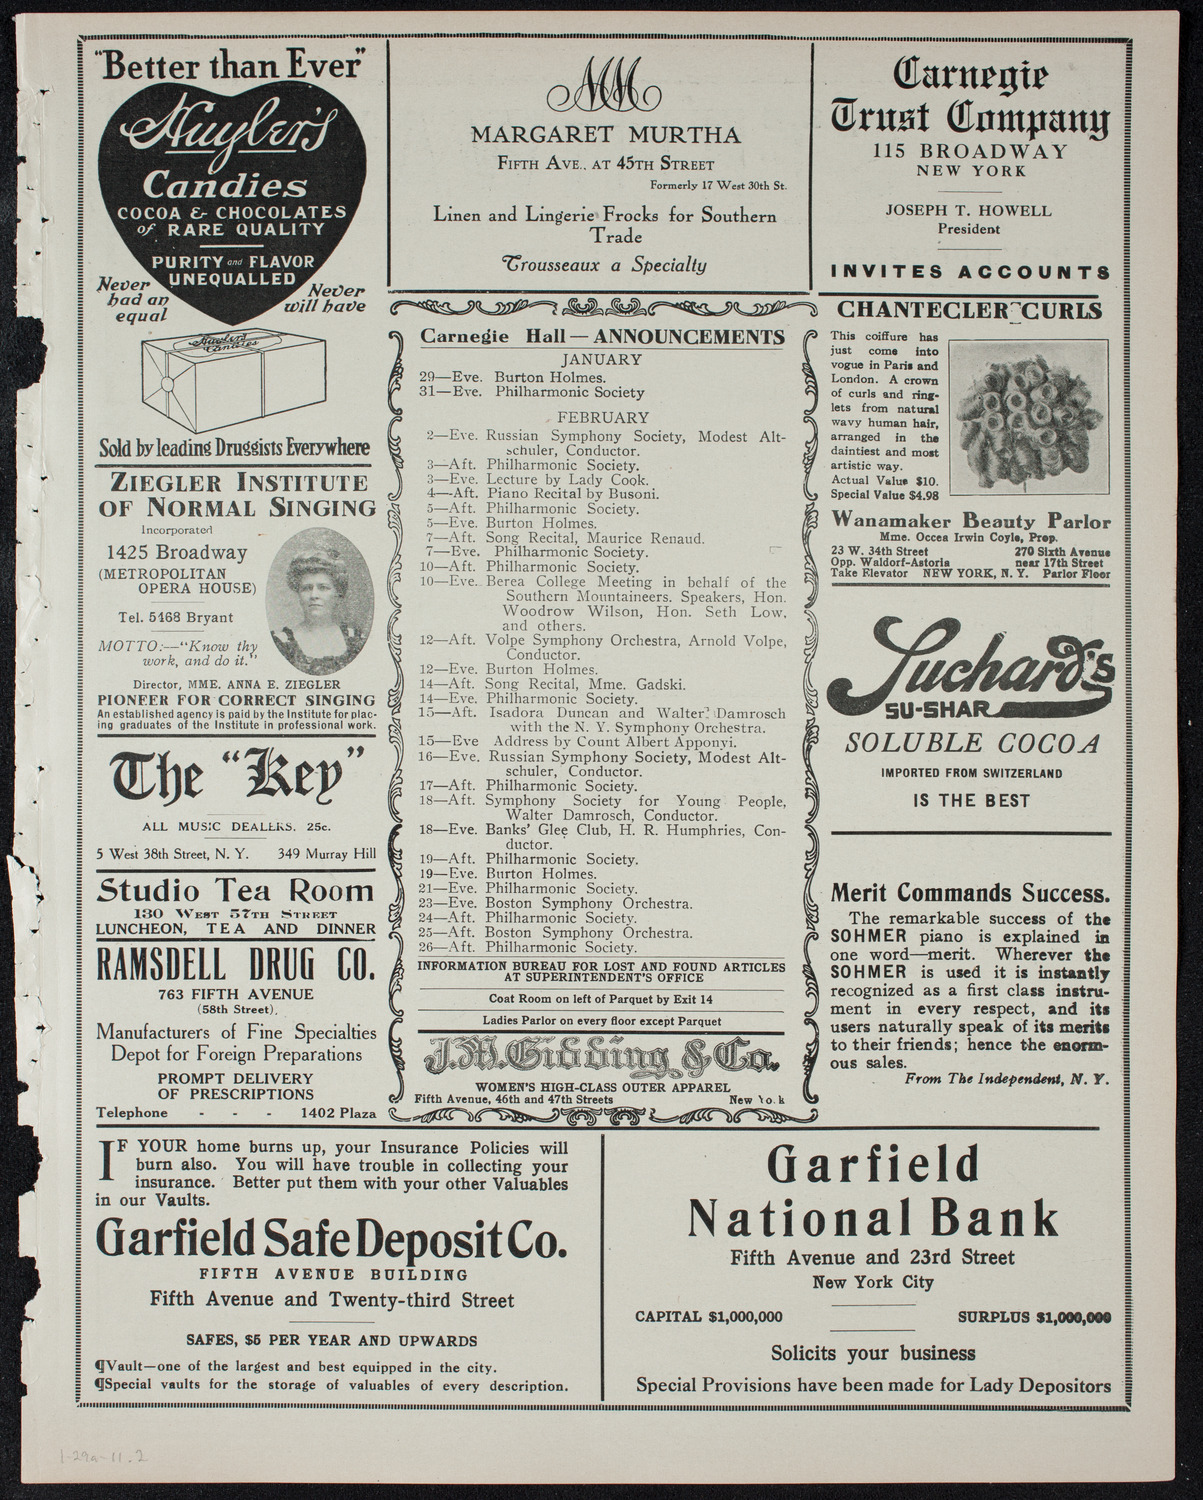 "Better than Ever"
Huyler's
Candies
COCOA & CHOCOLATES
of RARE QUALITY
PURITY and FLAVOR
UNEQUALLED
Never
had an
equal
Never
will have
Huyler's
Candies
Sold by leading Druggists Everywhere
ZIEGLER INSTITUTE
OF NORMAL SINGING
Incorporated
1425 Broadway
(METROPOLITAN
OPERA HOUSE)
Tel. 5468 Bryant
MOTTO:—"Know thy
work, and do it."
Director, MME. ANNA E. ZIEGLER
PIONEER FOR CORRECT SINGING
An established agency is paid by the Institute for plac-
ing graduates of the Institute in professional work.
The "Key"
ALL MUSIC DEALERS. 25c.
5 West 38th Street, N. Y. 349 Murray Hill
Studio Tea Room
130 WEST 57TH STREET
LUNCHEON, TEA AND DINNER
RAMSDELL DRUG CO.
763 FIFTH AVENUE
(58th Street).
Manufacturers of Fine Specialties
Depot for Foreign Preparations
PROMPT DELIVERY
OF PRESCRIPTIONS
Telephone - - - 1402 Plaza
MM
MARGARET MURTHA
FIFTH AVE., AT 45TH STREET
Formerly 17 West 30th St.
Linen and Lingerie Frocks for Southern
Trade
Trousseaux a Specialty
Carnegie Hall—ANNOUNCEMENTS
JANUARY
29—Eve. Burton Holmes.
31—Eve. Philharmonic Society
FEBRUARY
2—Eve. Russian Symphony Society, Modest Alt-
schuler, Conductor.
3—Aft. Philharmonic Society.
3—Eve. Lecture by Lady Cook.
4—Aft. Piano Recital by Busoni.
5—Aft. Philharmonic Society.
5—Eve. Burton Holmes.
7—Aft. Song Recital, Maurice Renaud.
7—Eve. Philharmonic Society.
10—Aft. Philharmonic Society.
10—Eve. Berea College Meeting in behalf of the
Southern Mountaineers. Speakers, Hon.
Woodrow Wilson, Hon. Seth Low,
and others.
12—Aft. Volpe Symphony Orchestra, Arnold Volpe,
Conductor.
12—Eve. Burton Holmes.
14—Aft. Song Recital, Mme. Gadski.
14—Eve. Philharmonic Society.
15—Aft. Isadora Duncan and Walter Damrosch
with the N. Y. Symphony Orchestra.
15—Eve Address by Count Albert Apponyi.
16—Eve. Russian Symphony Society, Modest Alt-
schuler, Conductor.
17—Aft. Philharmonic Society.
18—Aft. Symphony Society for Young People,
Walter Damrosch, Conductor.
18—Eve. Banks' Glee Club, H. R. Humphries, Con-
ductor.
19—Aft. Philharmonic Society.
19—Eve. Burton Holmes.
21—Eve. Philharmonic Society.
23—Eve. Boston Symphony Orchestra.
24—Aft. Philharmonic Society.
25—Aft. Boston Symphony Orchestra.
26—Aft. Philharmonic Society.
INFORMATION BUREAU FOR LOST AND FOUND ARTICLES
AT SUPERINTENDENT'S OFFICE
Coat Room on left of Parquet by Exit 14
Ladies Parlor on every floor except Parquet
J.M.Gidding & Co.
WOMEN'S HIGH-CLASS OUTER APPAREL
Fifth Avenue, 46th and 47th Streets New York
Carnegie
Trust Company
115 BROADWAY
NEW YORK
JOSEPH T. HOWELL
President
INVITES ACCOUNTS
CHANTECLER CURLS
This coiffure has
just come into
vogue in Paris and
London. A crown
of curls and ring-
lets from natural
wavy human hair,
arranged in the
daintiest and most
artistic way.
Actual Value $10.
Special Value $4.98
Wanamaker Beauty Parlor
Mme. Occea Irwin Coyle, Prop.
23 W. 34th Street 270 Sixth Avenue
Opp. Waldorf-Astoria near 17th Street
Take Elevator NEW YORK, N. Y. Parlor Floor
Suchard's
SU-SHAR
SOLUBLE COCOA
IMPORTED FROM SWITZERLAND
IS THE BEST
Merit Commands Success.
The remarkable success of the
SOHMER piano is explained in
one word—merit. Wherever the
SOHMER is used it is instantly
recognized as a first class instru-
ment in every respect, and its
users naturally speak of its merits
to their friends; hence the enorm-
ous sales.
From The Independent, N. Y.
IF YOUR home burns up, your Insurance Policies will
burn also. You will have trouble in collecting your
insurance. Better put them with your other Valuables
in our Vaults.
Garfield Safe Deposit Co.
FIFTH AVENUE BUILDING
Fifth Avenue and Twenty-third Street
SAFES, $5 PER YEAR AND UPWARDS
¶Vault—one of the largest and best equipped in the city.
¶Special vaults for the storage of valuables of every description.
Garfield
National Bank
Fifth Avenue and 23rd Street
New York City
CAPITAL $1,000,000 SURPLUS $1,000,000
Solicits your business
Special Provisions have been made for Lady Depositors
1-29a-11.2